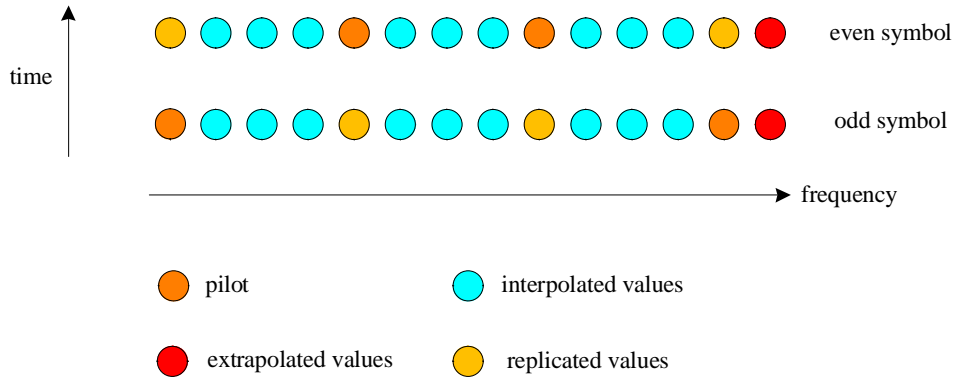 even symbol
time
odd symbol
frequency
pilot
interpolated values
extrapolated values
replicated values